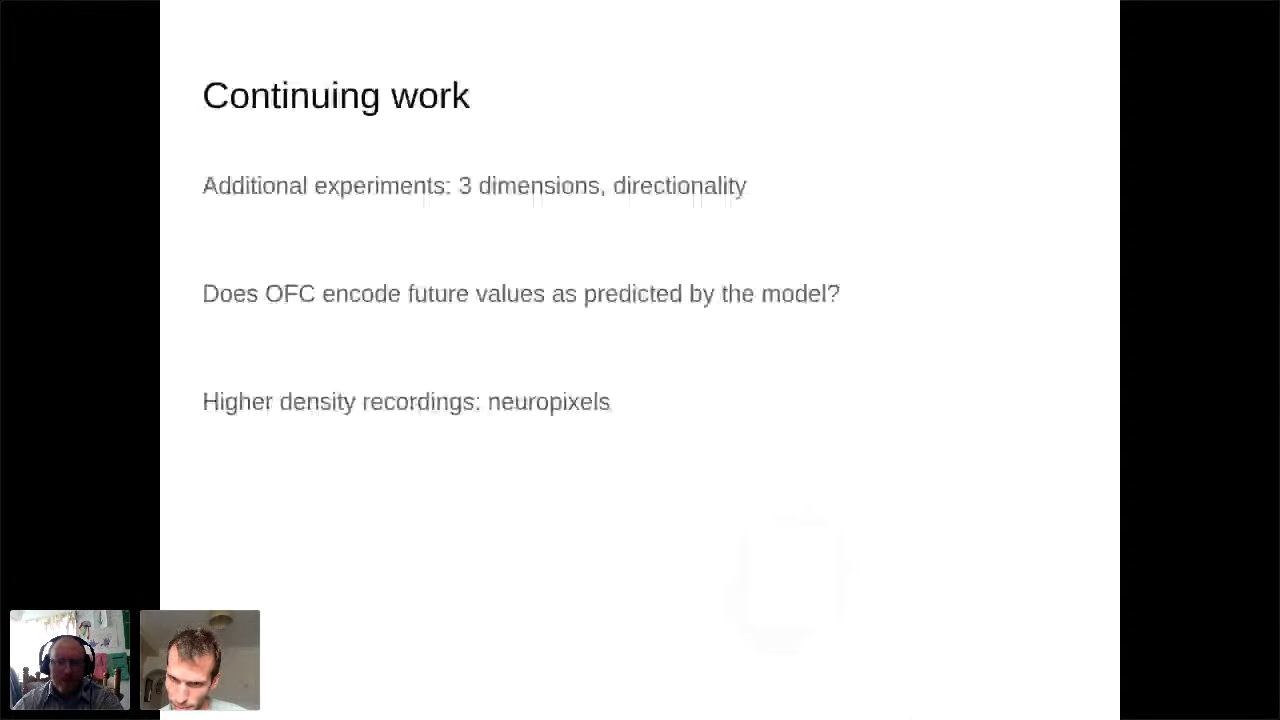 Continuing work
Additional experiments: 3 dimensions, directionality
Does OFC encode future values as predicted by the model?
Higher density recordings: neuropixels